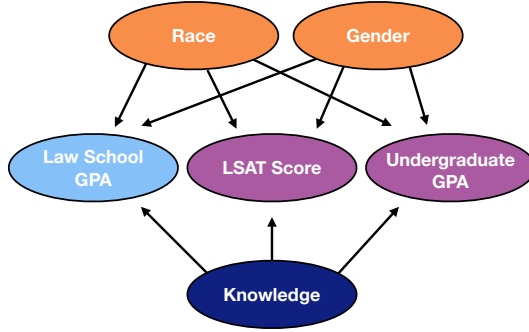 Race
Gender
Law School
GPA
LSAT Score
Undergraduate
GPA
Knowledge